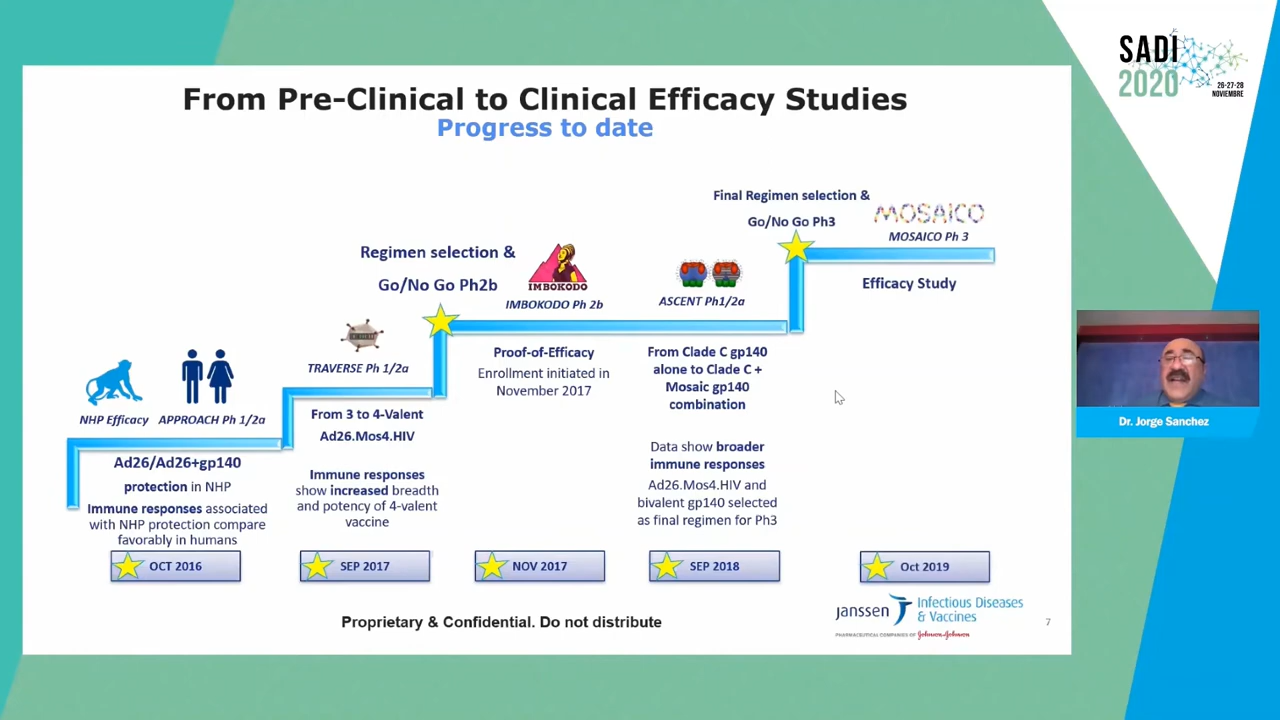 From Pre-Clinical to Clinical Efficacy Studies
Progress to date
SADI
2020
26-27-28
NOVIEMBRE
Final Regimen selection &
Go/No Go Ph3
MOSAICO
MOSAICO Ph 3
Efficacy Study
Regimen selection &
Go/No Go Ph2b
IMBOKODO
IMBOKODO Ph 2b
ASCENT Ph1/2a
Proof-of-Efficacy
Enrollment initiated in
November 2017
From Clade C gp140
alone to Clade C +
Mosaic gp140
combination
Data show broader
immune responses
Ad26.Mos4.HIV and
bivalent gp140 selected
as final regimen for Ph3
TRAVERSE Ph 1/2a
From 3 to 4-Valent
Ad26.Mos4.HIV
Immune responses
show increased breadth
and potency of 4-valent
vaccine
NHP Efficacy
APPROACH Ph 1/2a
Ad26/Ad26+gp140
protection in NHP
Immune responses associated
with NHP protection compare
favorably in humans
OCT 2016
SEP 2017
NOV 2017
SEP 2018
Oct 2019
Proprietary & Confidential. Do not distribute
janssen
Infectious Diseases
& Vaccines
PHARMACEUTICAL COMPANIES OF Johnson-Johnson
7
Dr. Jorge Sanchez